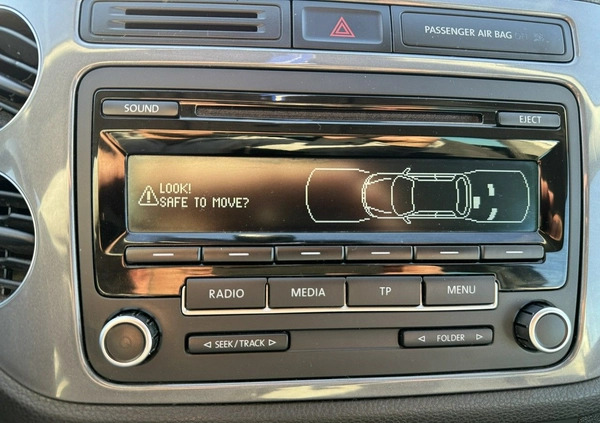 PASSENGER AIR BAG
SOUND
EJECT
LOOK!
SAFE TO MOVE?
RADIO
MEDIA
TP
MENU
◁ SEEK/TRACK ▷
◁ FOLDER ▷